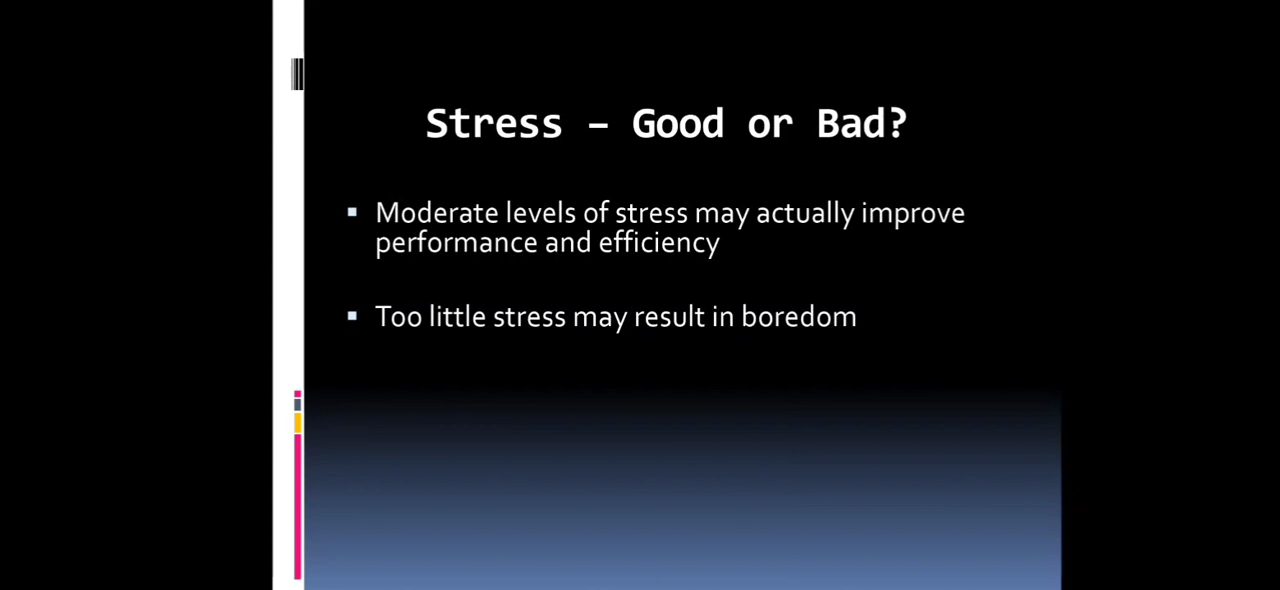 Stress – Good or Bad?
▪ Moderate levels of stress may actually improve
performance and efficiency
▪ Too little stress may result in boredom